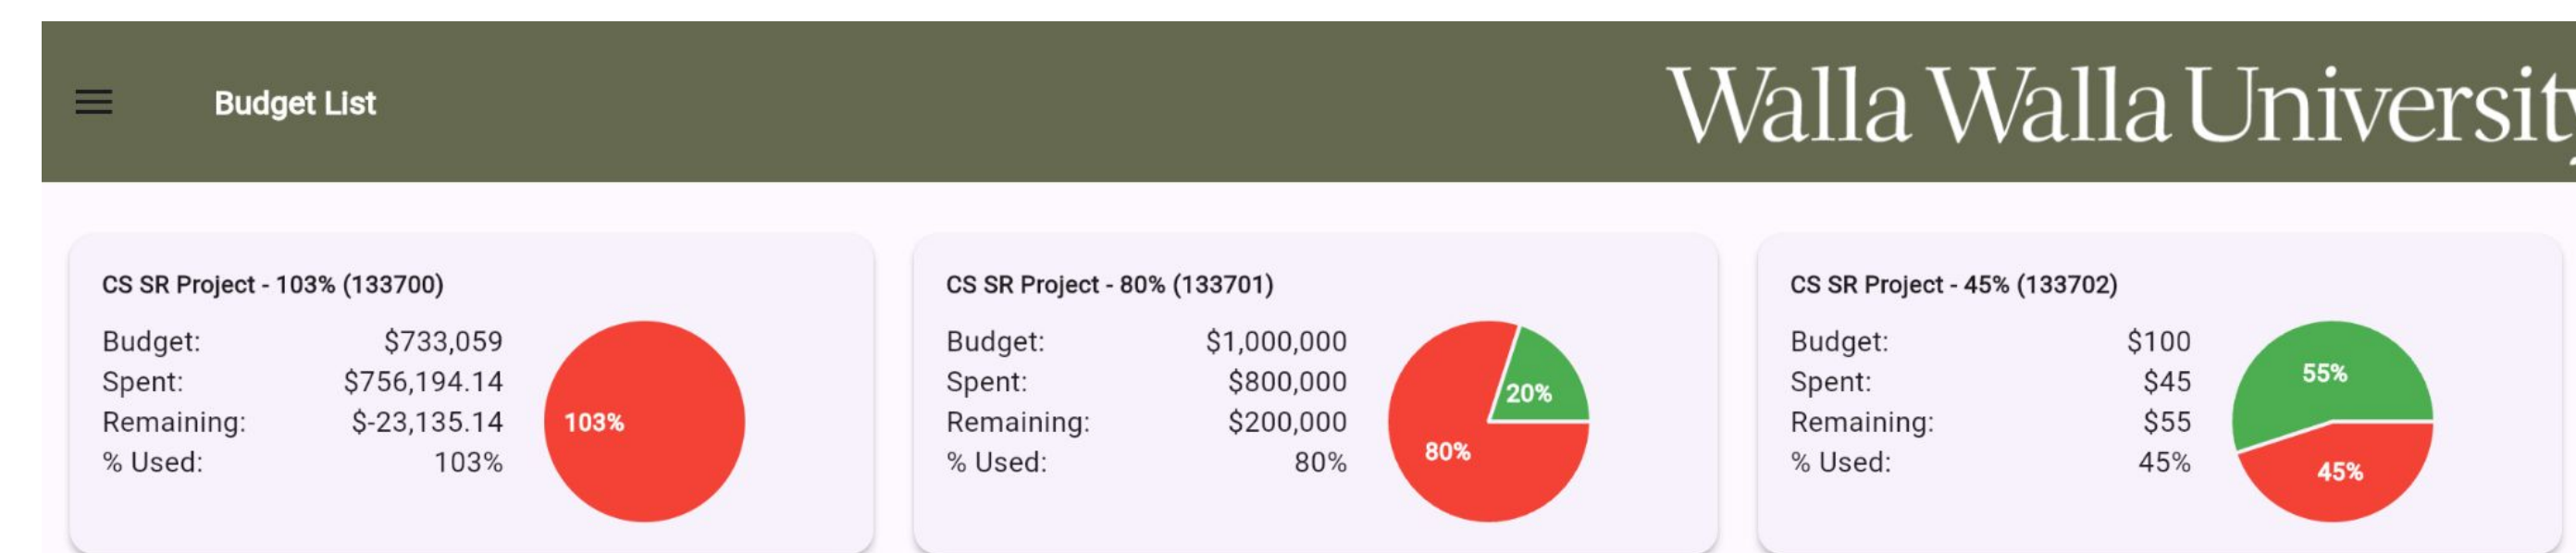 Budget List
Walla Walla University
CS SR Project - 103% (133700)
Budget: $733,059
Spent: $756,194.14
Remaining: $-23,135.14
% Used: 103%
103%
CS SR Project - 80% (133701)
Budget: $1,000,000
Spent: $800,000
Remaining: $200,000
% Used: 80%
20%
80%
CS SR Project - 45% (133702)
Budget: $100
Spent: $45
Remaining: $55
% Used: 45%
55%
45%